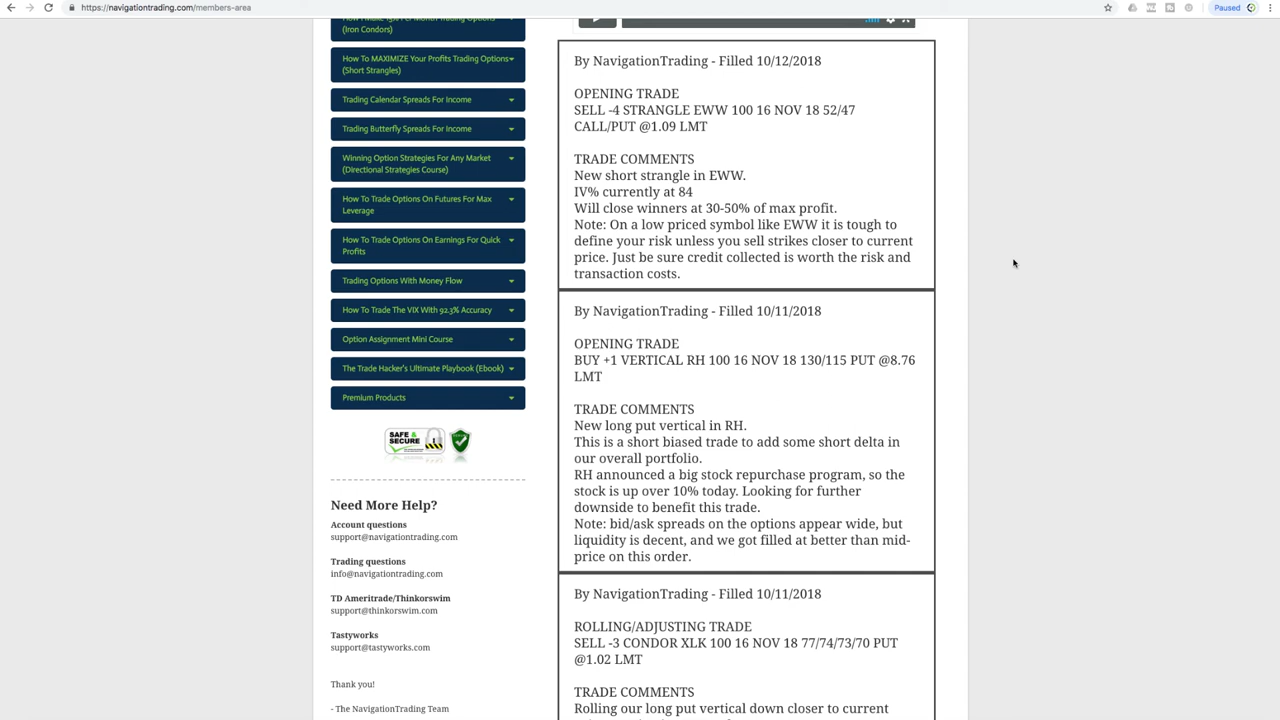 https://navigationtrading.com/members-area
Paused
(Iron Condors)
How To MAXIMIZE Your Profits Trading Options
(Short Strangles)
Trading Calendar Spreads For Income
Trading Butterfly Spreads For Income
Winning Option Strategies For Any Market
(Directional Strategies Course)
How To Trade Options On Futures For Max
Leverage
How To Trade Options On Earnings For Quick
Profits
Trading Options With Money Flow
How To Trade The VIX With 92.3% Accuracy
Option Assignment Mini Course
The Trade Hacker's Ultimate Playbook (Ebook)
Premium Products
SAFE &
SECURE
Need More Help?
Account questions
support@navigationtrading.com
Trading questions
info@navigationtrading.com
TD Ameritrade/Thinkorswim
support@thinkorswim.com
Tastyworks
support@tastyworks.com
Thank you!
- The NavigationTrading Team
By NavigationTrading - Filled 10/12/2018
OPENING TRADE
SELL -4 STRANGLE EWW 100 16 NOV 18 52/47
CALL/PUT @1.09 LMT
TRADE COMMENTS
New short strangle in EWW.
IV% currently at 84
Will close winners at 30-50% of max profit.
Note: On a low priced symbol like EWW it is tough to
define your risk unless you sell strikes closer to current
price. Just be sure credit collected is worth the risk and
transaction costs.
By NavigationTrading - Filled 10/11/2018
OPENING TRADE
BUY +1 VERTICAL RH 100 16 NOV 18 130/115 PUT @8.76
LMT
TRADE COMMENTS
New long put vertical in RH.
This is a short biased trade to add some short delta in
our overall portfolio.
RH announced a big stock repurchase program, so the
stock is up over 10% today. Looking for further
downside to benefit this trade.
Note: bid/ask spreads on the options appear wide, but
liquidity is decent, and we got filled at better than mid-
price on this order.
By NavigationTrading - Filled 10/11/2018
ROLLING/ADJUSTING TRADE
SELL -3 CONDOR XLK 100 16 NOV 18 77/74/73/70 PUT
@1.02 LMT
TRADE COMMENTS
Rolling our long put vertical down closer to current